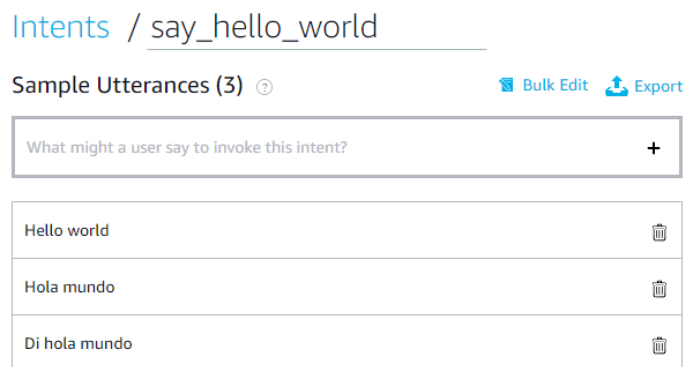 Intents / say_hello_world
Sample Utterances (3) ? Bulk Edit Export
What might a user say to invoke this intent? +
Hello world
Hola mundo
Di hola mundo